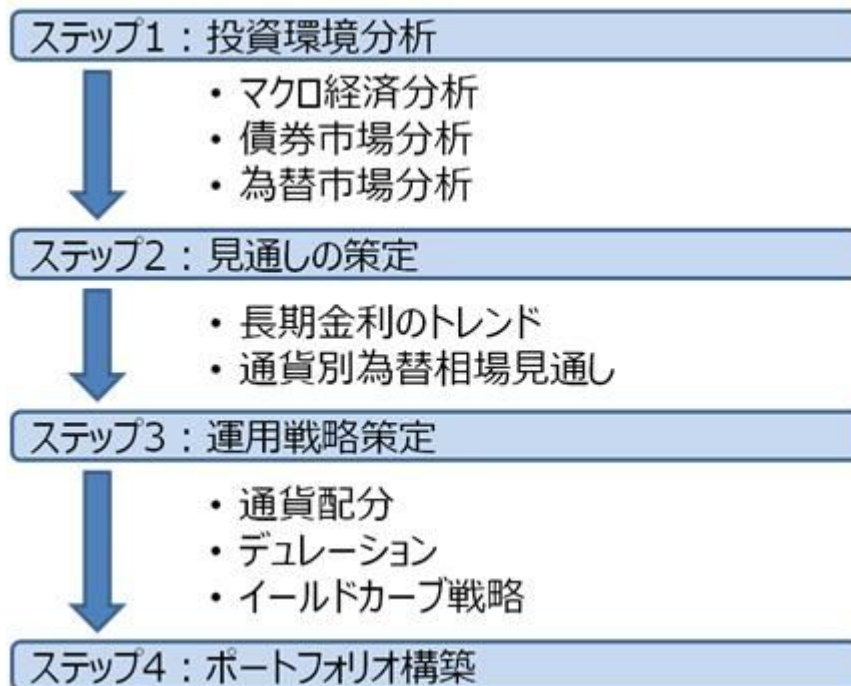 ステップ1：投資環境分析
・マクロ経済分析
・債券市場分析
・為替市場分析
ステップ2：見通しの策定
・長期金利のトレンド
・通貨別為替相場見通し
ステップ3：運用戦略策定
・通貨配分
・デュレーション
・イールドカーブ戦略
ステップ4：ポートフォリオ構築